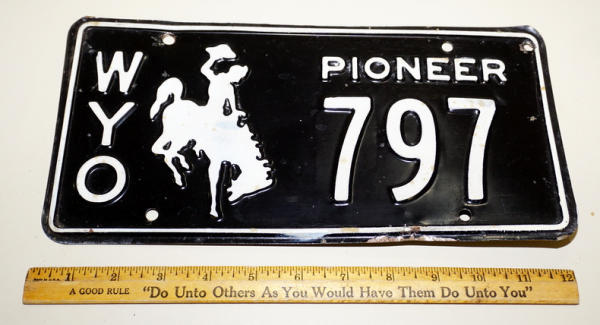 WYO
PIONEER
797
1 2 3 4 5 6 7 8 9 10 11 12
A GOOD RULE "Do Unto Others As You Would Have Them Do Unto You"